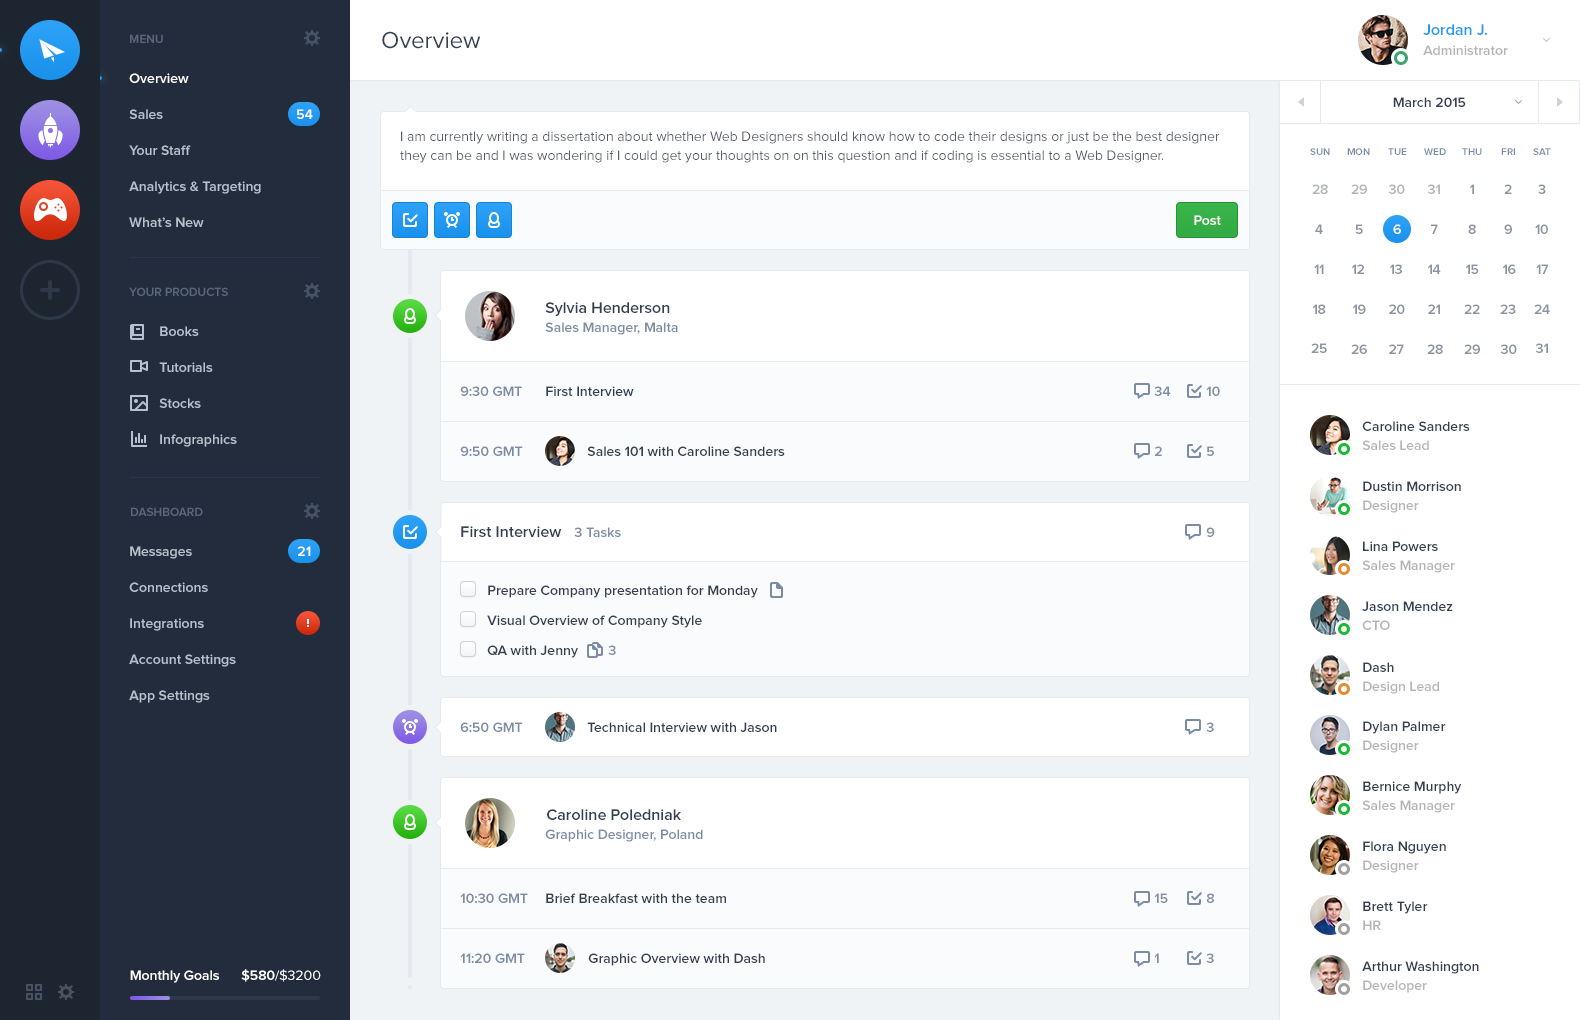 MENU
Overview
Sales 54
Your Staff
Analytics & Targeting
What's New
YOUR PRODUCTS
Books
Tutorials
Stocks
Infographics
DASHBOARD
Messages 21
Connections
Integrations !
Account Settings
App Settings
Monthly Goals $580/$3200
Overview
Jordan J.
Administrator
I am currently writing a dissertation about whether Web Designers should know how to code their designs or just be the best designer
they can be and I was wondering if I could get your thoughts on on this question and if coding is essential to a Web Designer.
Post
Sylvia Henderson
Sales Manager, Malta
9:30 GMT First Interview 34 10
9:50 GMT Sales 101 with Caroline Sanders 2 5
First Interview 3 Tasks 9
Prepare Company presentation for Monday
Visual Overview of Company Style
QA with Jenny 3
6:50 GMT Technical Interview with Jason 3
Caroline Poledniak
Graphic Designer, Poland
10:30 GMT Brief Breakfast with the team 15 8
11:20 GMT Graphic Overview with Dash 1 3
March 2015
SUN MON TUE WED THU FRI SAT
28 29 30 31 1 2 3
4 5 6 7 8 9 10
11 12 13 14 15 16 17
18 19 20 21 22 23 24
25 26 27 28 29 30 31
Caroline Sanders
Sales Lead
Dustin Morrison
Designer
Lina Powers
Sales Manager
Jason Mendez
CTO
Dash
Design Lead
Dylan Palmer
Designer
Bernice Murphy
Sales Manager
Flora Nguyen
Designer
Brett Tyler
HR
Arthur Washington
Developer